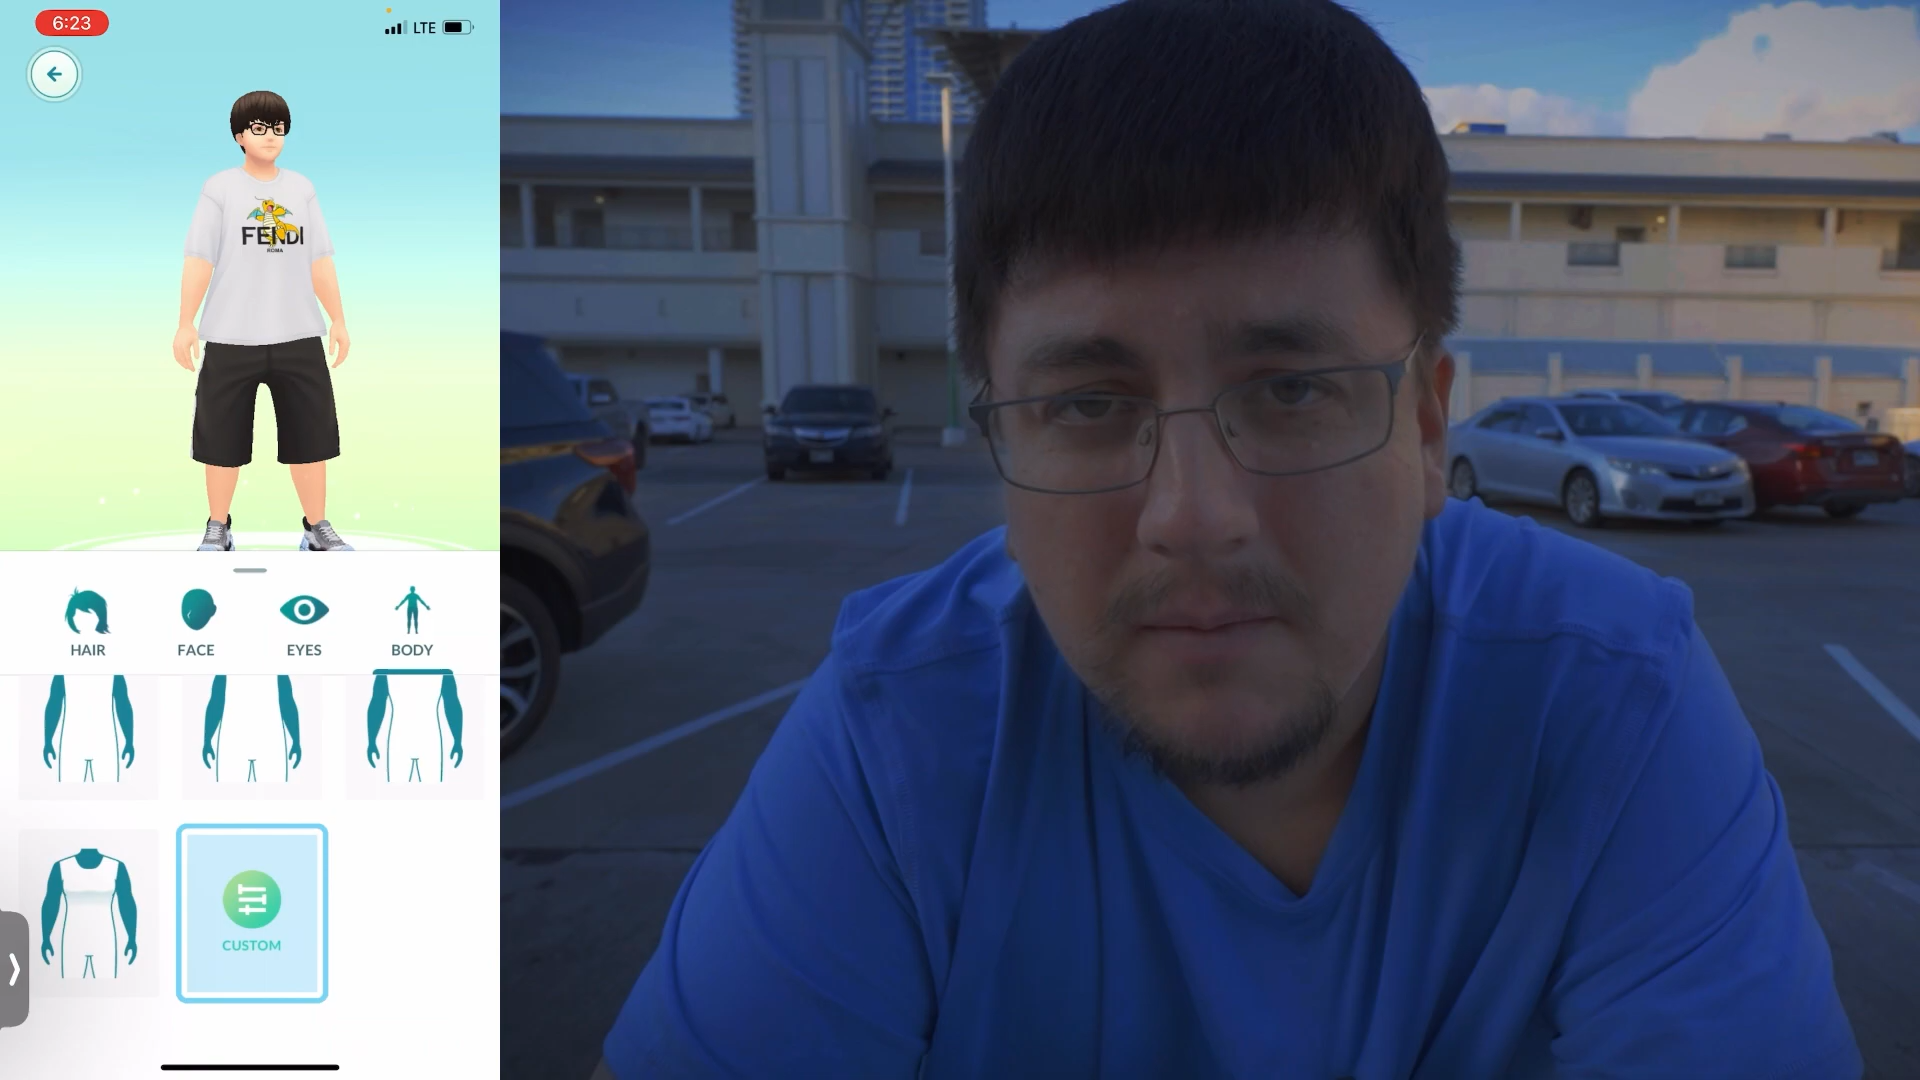 6:23
LTE
FENDI
ROMA
HAIR
FACE
EYES
BODY
CUSTOM